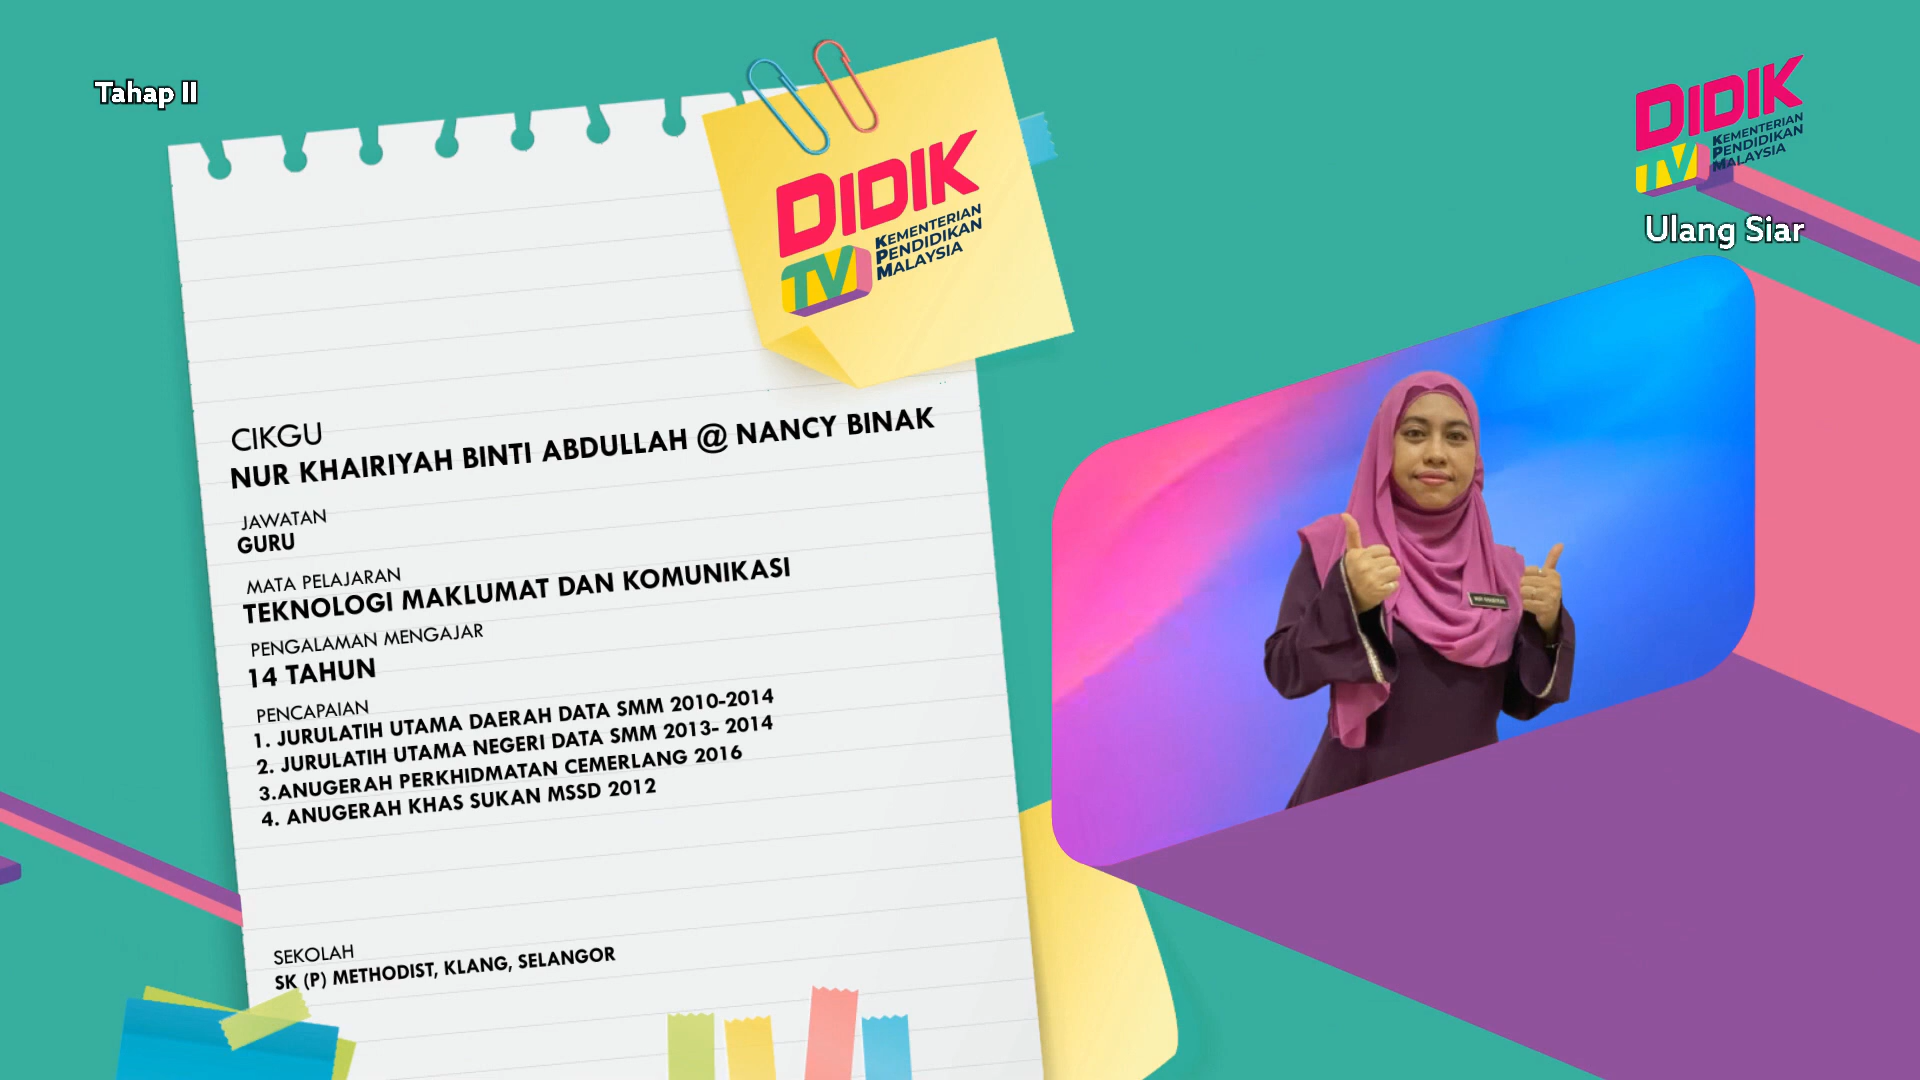 Tahap II
DIDIK
TV
KEMENTERIAN
PENDIDIKAN
MALAYSIA
Ulang Siar
DIDIK
TV
KEMENTERIAN
PENDIDIKAN
MALAYSIA
CIKGU
NUR KHAIRIYAH BINTI ABDULLAH @ NANCY BINAK
JAWATAN
GURU
MATA PELAJARAN
TEKNOLOGI MAKLUMAT DAN KOMUNIKASI
PENGALAMAN MENGAJAR
14 TAHUN
PENCAPAIAN
1. JURULATIH UTAMA DAERAH DATA SMM 2010-2014
2. JURULATIH UTAMA NEGERI DATA SMM 2013- 2014
3.ANUGERAH PERKHIDMATAN CEMERLANG 2016
4. ANUGERAH KHAS SUKAN MSSD 2012
SEKOLAH
SK (P) METHODIST, KLANG, SELANGOR